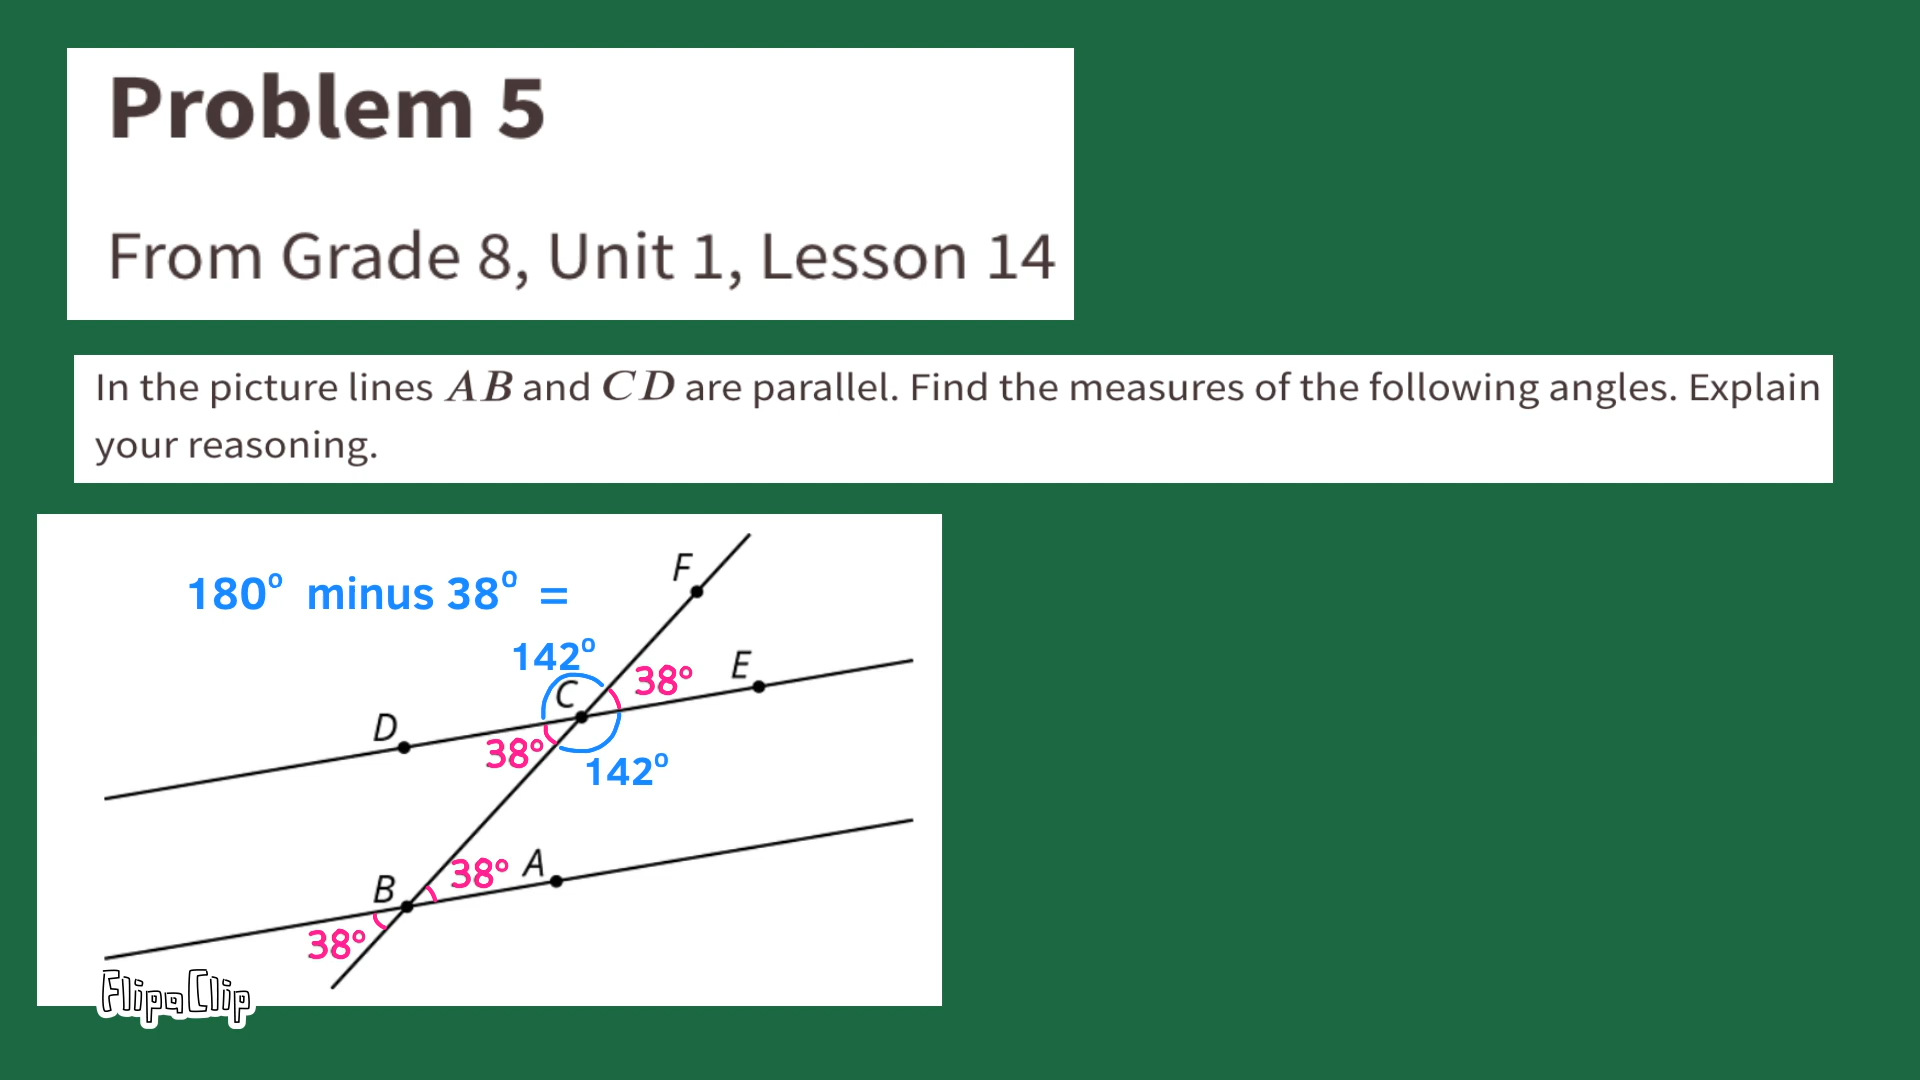 Problem 5
From Grade 8, Unit 1, Lesson 14
In the picture lines AB and CD are parallel. Find the measures of the following angles. Explain
your reasoning.
180° minus 38° =
F
142°
38°
E
C
D
38°
142°
38°
A
B
38°
FlipaClip